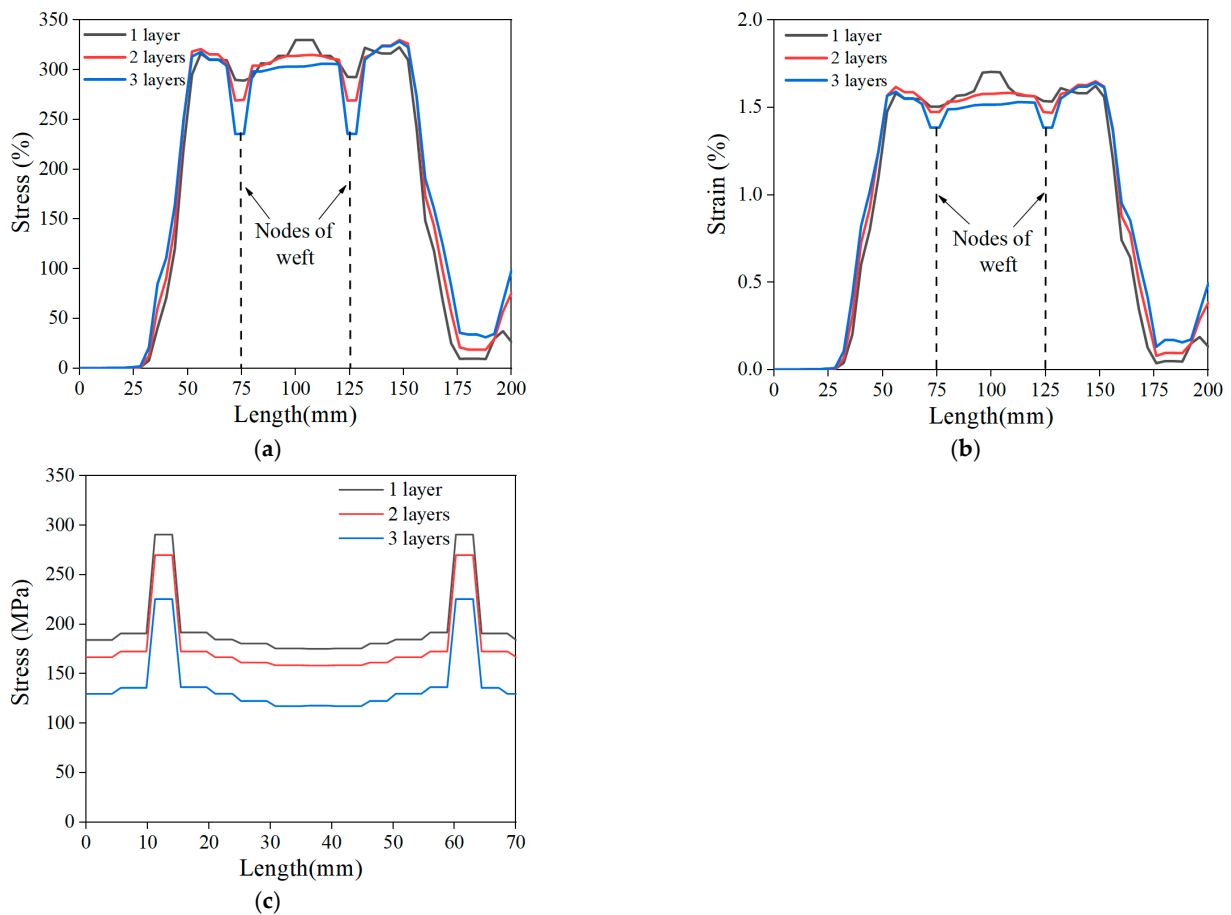 350
300
250
200
150
100
50
0
Stress (%)
1 layer
2 layers
3 layers
Nodes of
weft
0 25 50 75 100 125 150 175 200
Length(mm)
(a)
2.0
1.5
1.0
0.5
0.0
Strain (%)
1 layer
2 layers
3 layers
Nodes of
weft
0 25 50 75 100 125 150 175 200
Length(mm)
(b)
350
300
250
200
150
100
50
0
Stress (MPa)
1 layer
2 layers
3 layers
0 10 20 30 40 50 60 70
Length(mm)
(c)